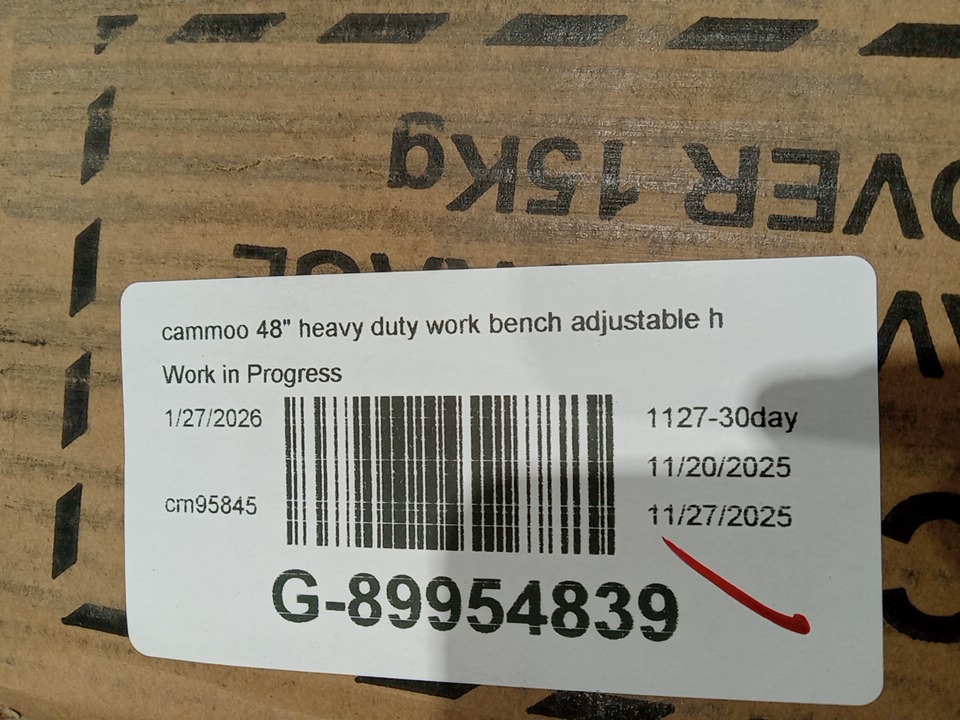 OVER 15Kg
cammoo 48" heavy duty work bench adjustable h
Work in Progress
1/27/2026
1127-30day
11/20/2025
crn95845
11/27/2025
G-89954839